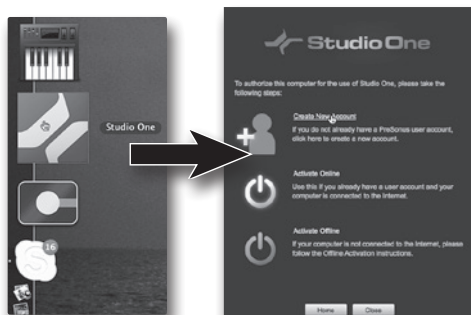 Studio One
16
Studio One
To authorize this computer for the use of Studio One, please take the
following steps:
Create New Account
If you do not already have a PreSonus user account,
click here to create a new account.
Activate Online
Use this if you already have a user account and your
computer is connected to the Internet.
Activate Offline
If your computer is not connected to the Internet, please
follow the Offline Activation instructions.
Home
Close